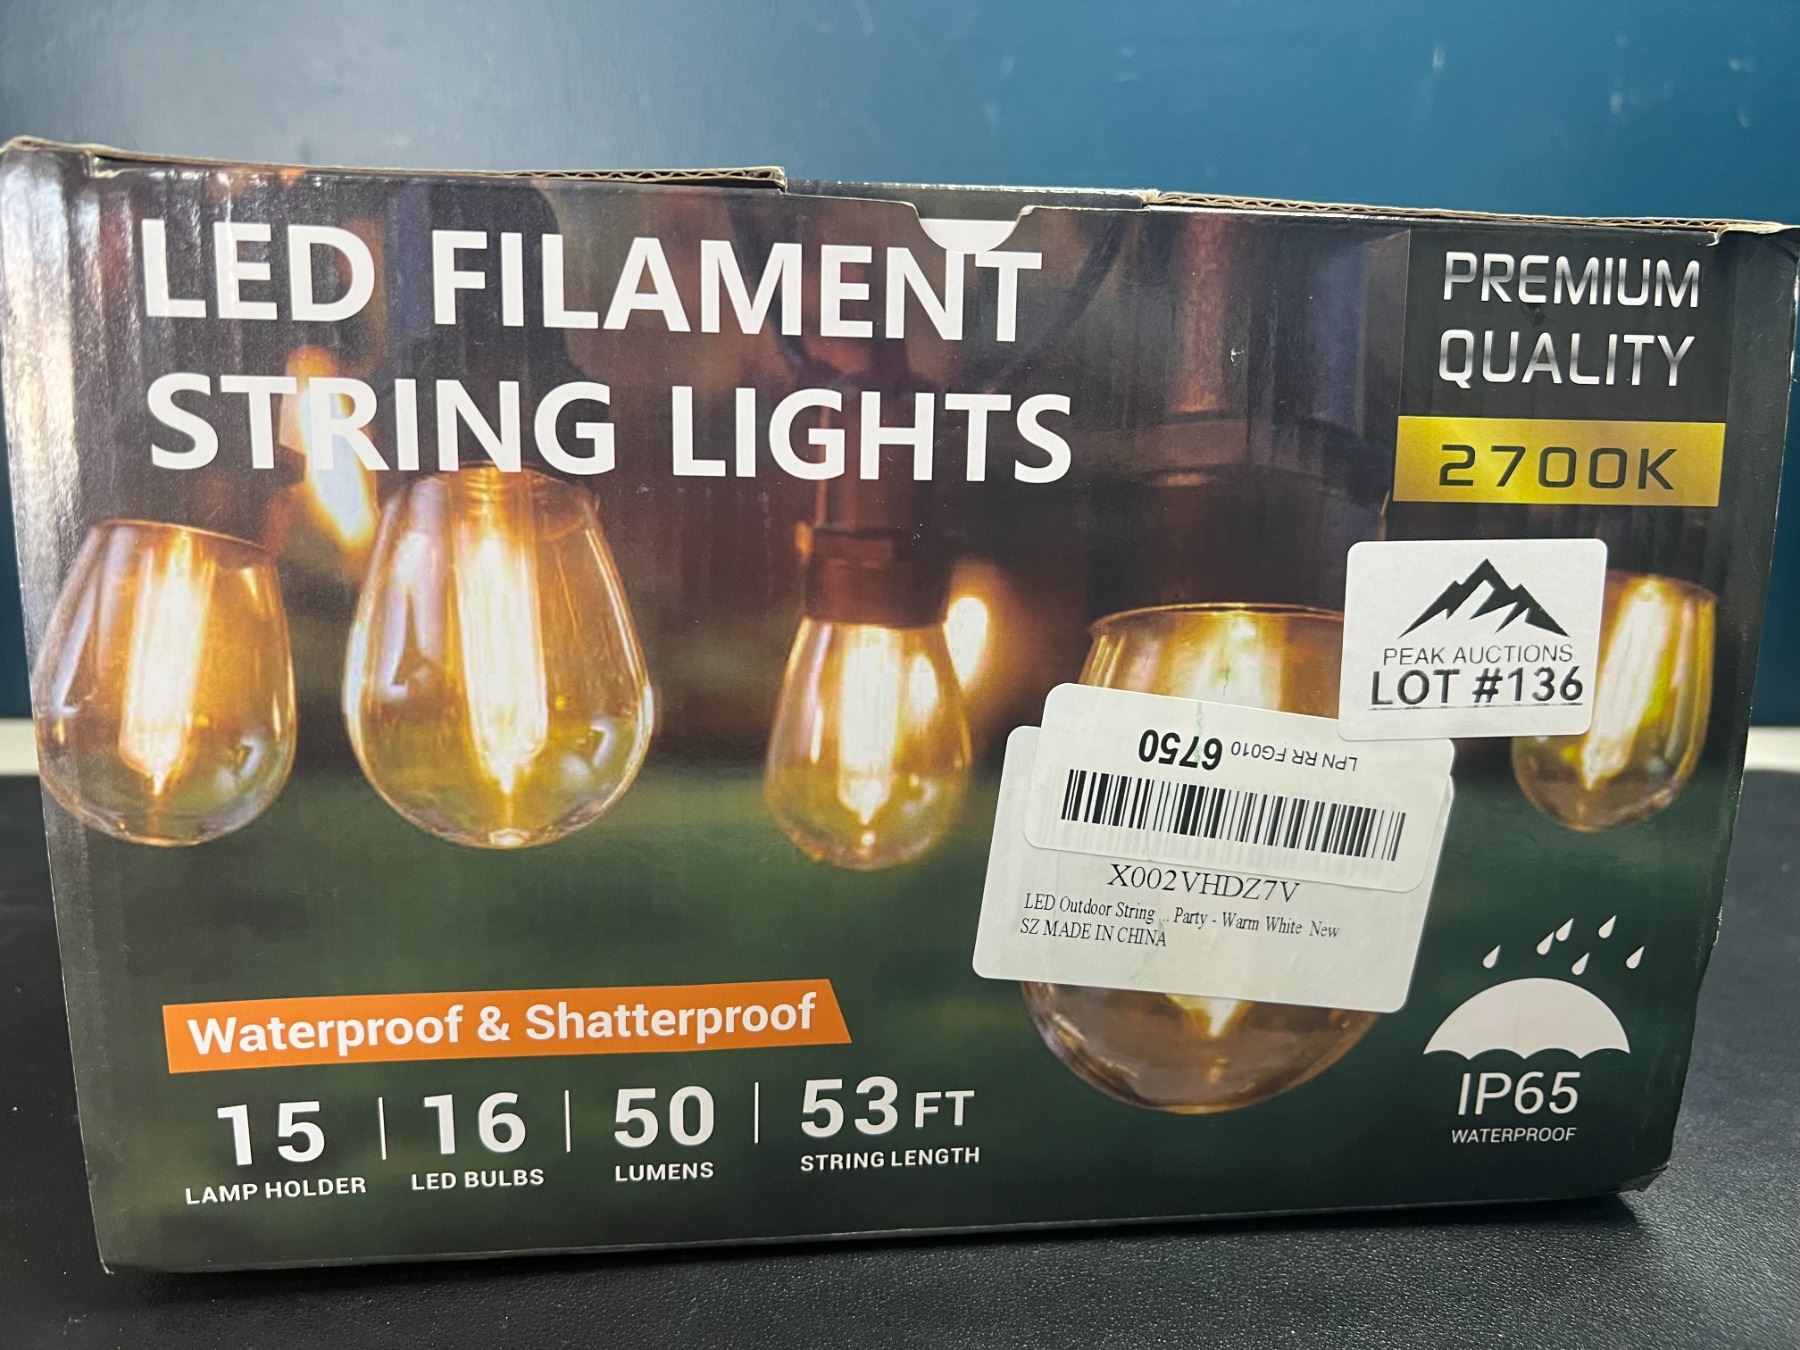 LED FILAMENT
STRING LIGHTS
PREMIUM
QUALITY
2700K
PEAK AUCTIONS
LOT #136
LPN RR FG010 6750
X002VHDZ7V
LED Outdoor String ... Party - Warm White New
SZ MADE IN CHINA
Waterproof & Shatterproof
15
LAMP HOLDER
16
LED BULBS
50
LUMENS
53 FT
STRING LENGTH
IP65
WATERPROOF